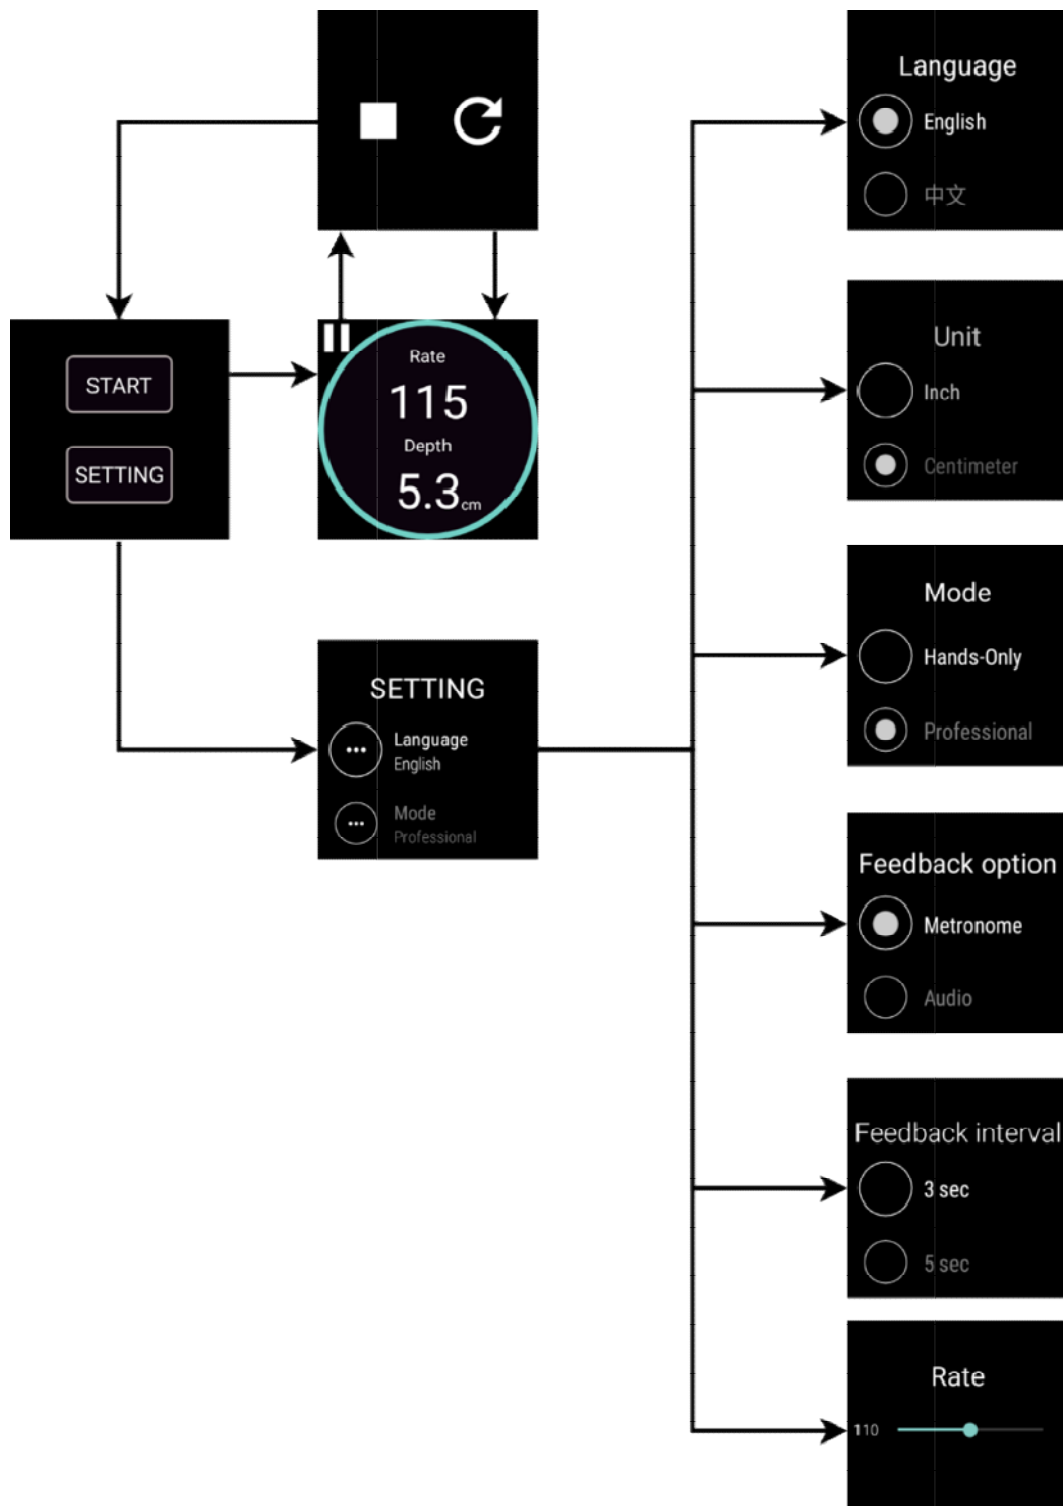 START
SETTING
Rate
115
Depth
5.3cm
SETTING
Language
English
Mode
Professional
Language
English
中文
Unit
Inch
Centimeter
Mode
Hands-Only
Professional
Feedback option
Metronome
Audio
Feedback interval
3 sec
5 sec
Rate
110